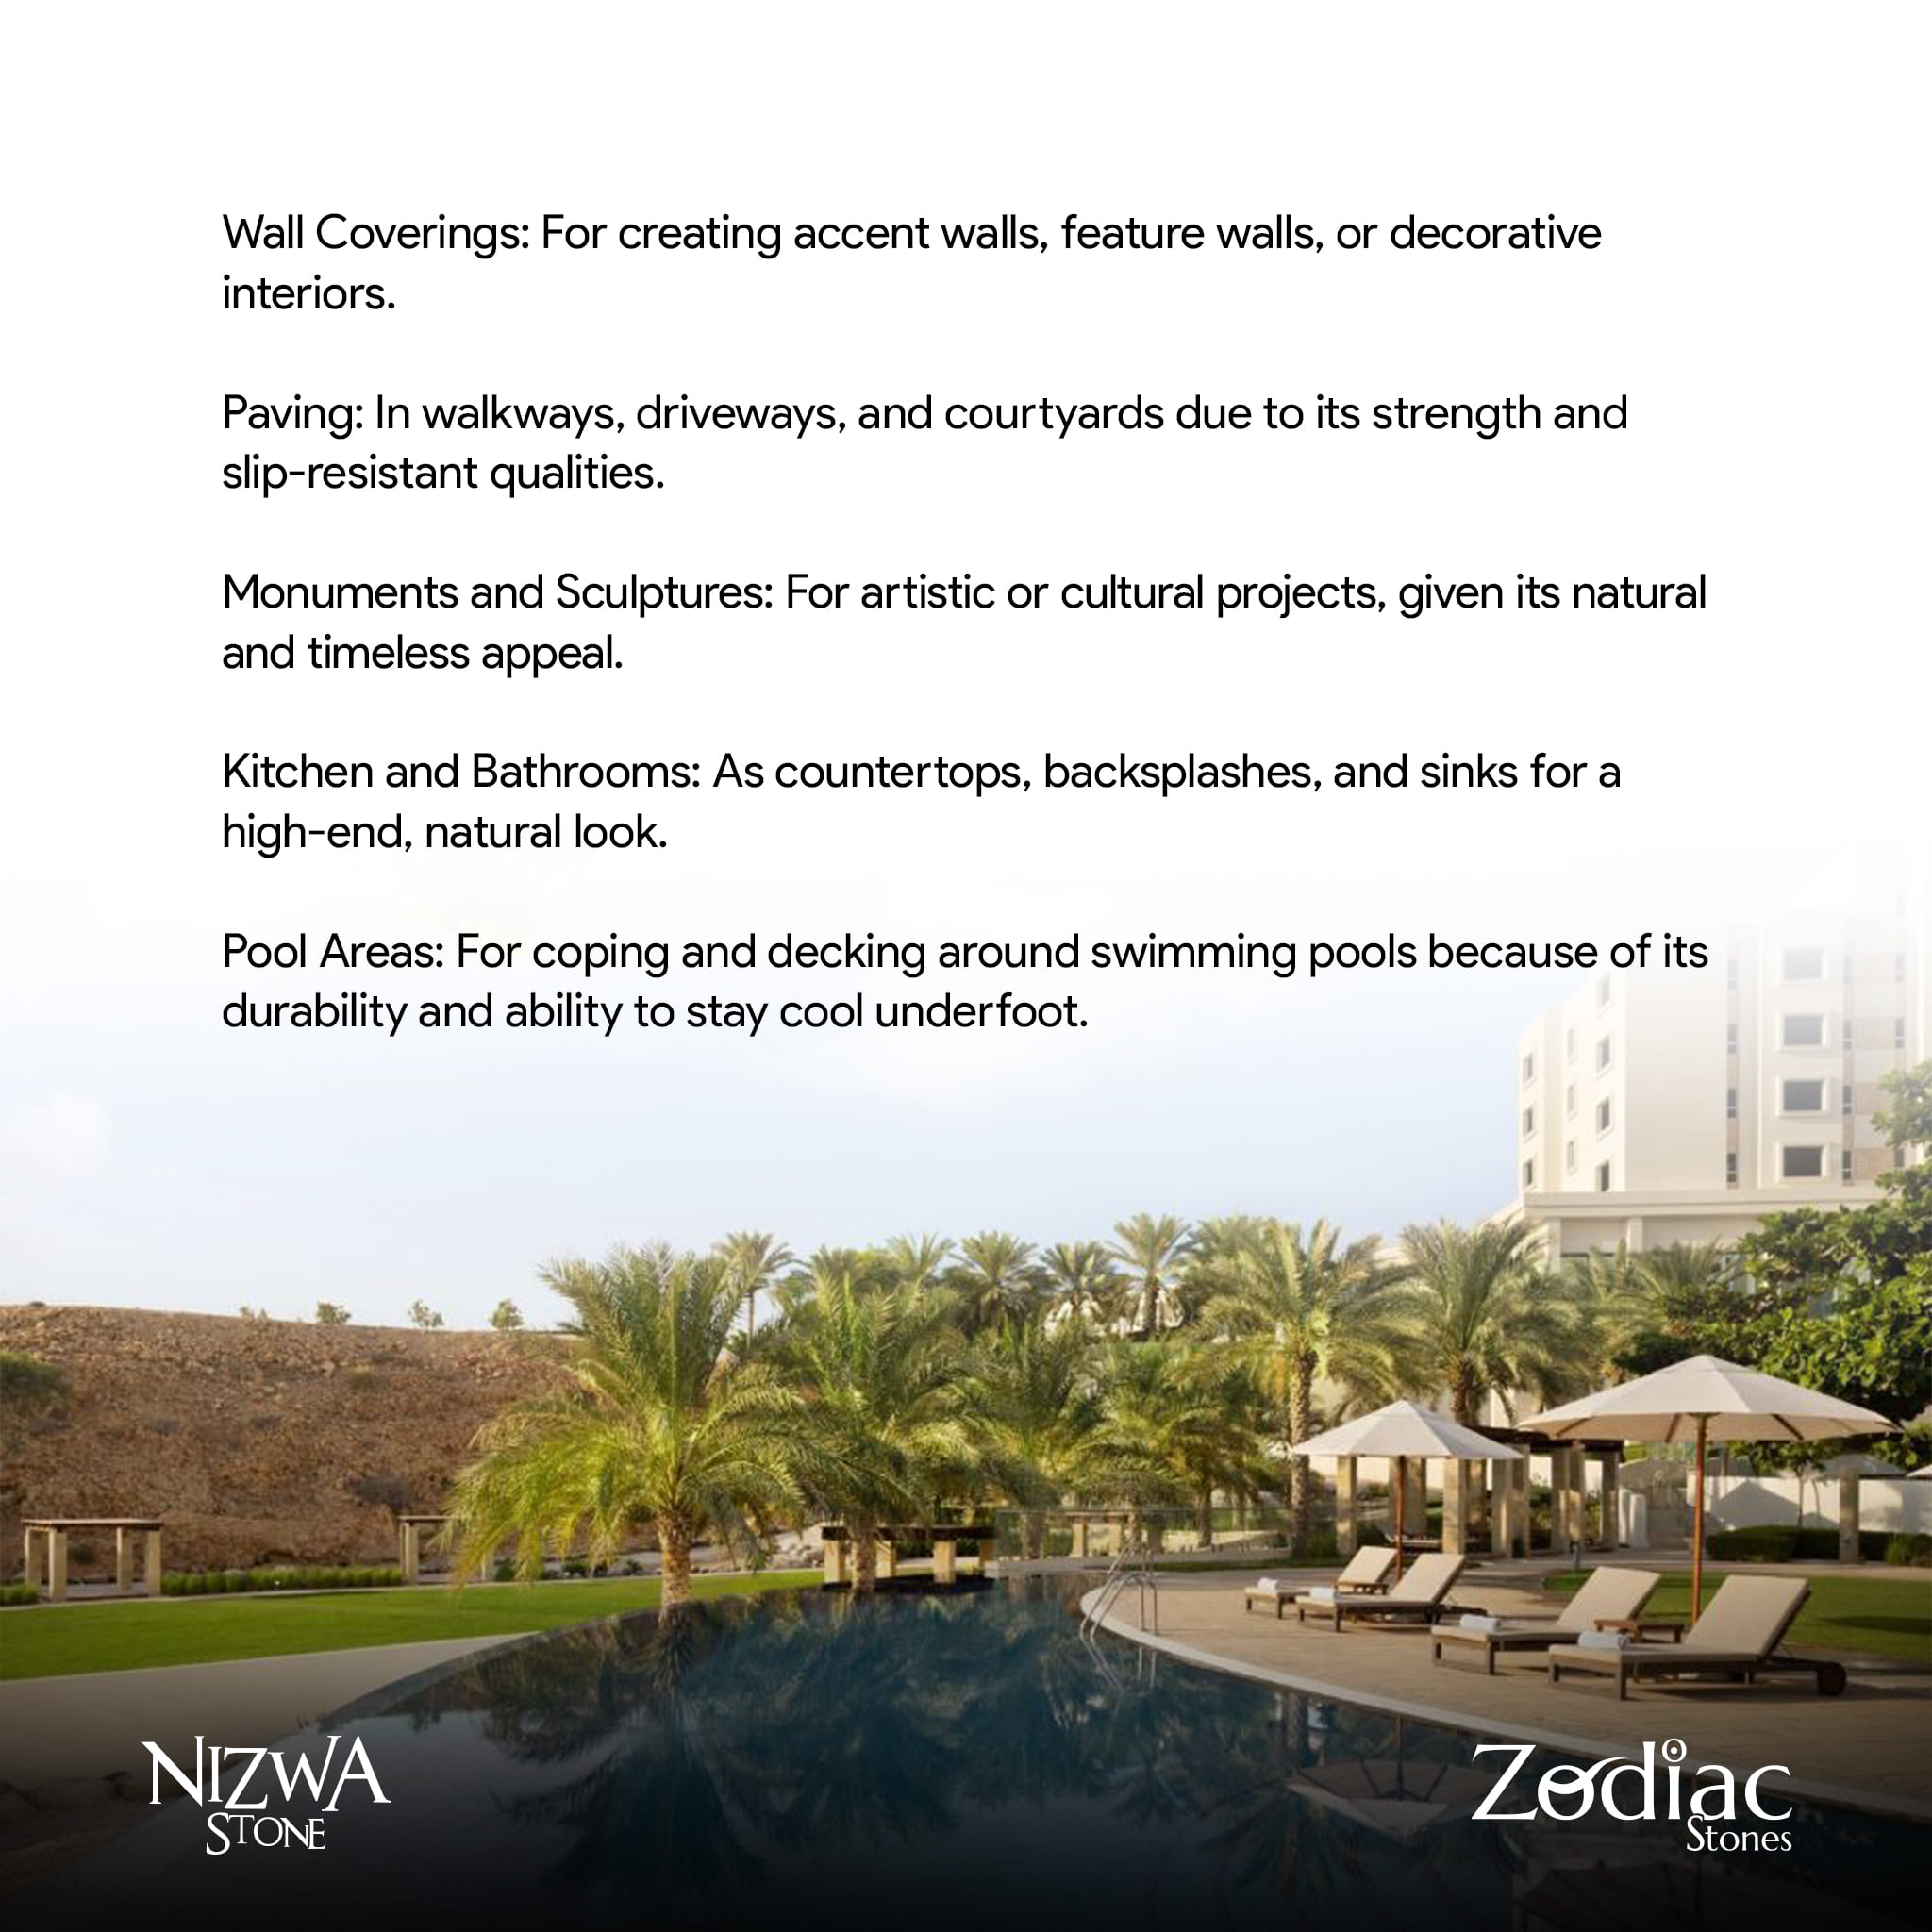 Wall Coverings: For creating accent walls, feature walls, or decorative
interiors.
Paving: In walkways, driveways, and courtyards due to its strength and
slip-resistant qualities.
Monuments and Sculptures: For artistic or cultural projects, given its natural
and timeless appeal.
Kitchen and Bathrooms: As countertops, backsplashes, and sinks for a
high-end, natural look.
Pool Areas: For coping and decking around swimming pools because of its
durability and ability to stay cool underfoot.
NIZWA
STONE
Zodiac
Stones